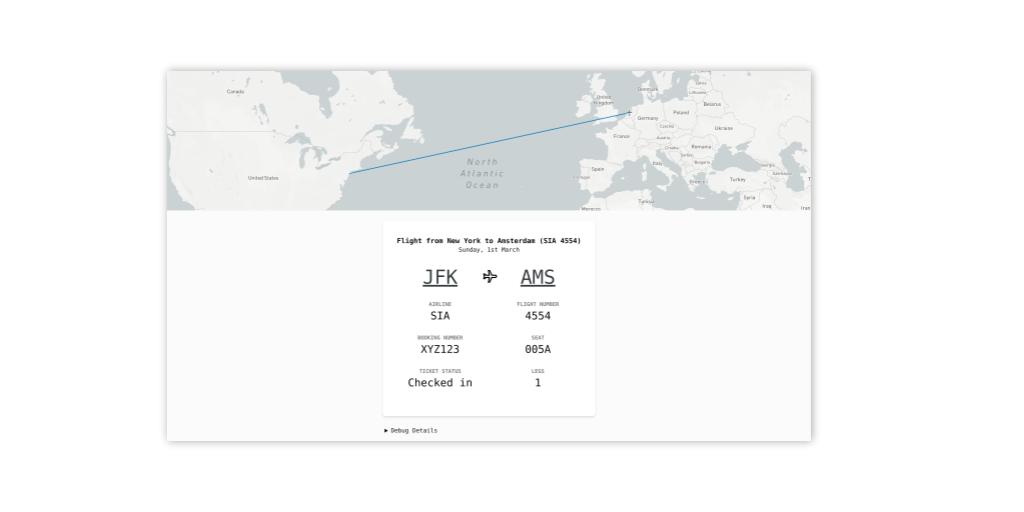 Canada
United States
North
Atlantic
Ocean
United
Kingdom
Denmark
Lithuania
Belarus
Poland
Germany
Ukraine
France
Romania
Italy
Spain
Turkey
Greece
Tunisia
Syria
Iraq
Iran
Morocco
Flight from New York to Amsterdam (SIA 4554)
Sunday, 1st March
JFK AMS
AIRLINE FLIGHT NUMBER
SIA 4554
BOOKING NUMBER SEAT
XYZ123 005A
TICKET STATUS LEGS
Checked in 1
▶ Debug Details